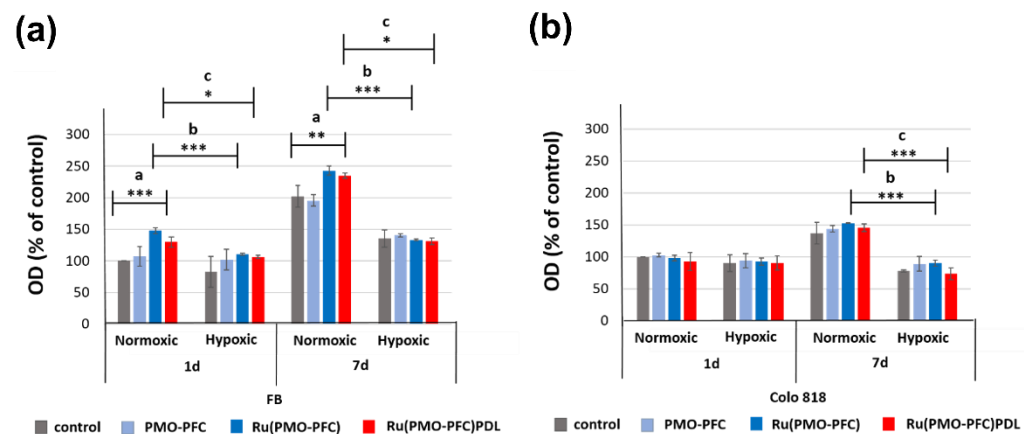 (a)
c
*
b
***
a
***
c
*
b
***
a
**
OD (% of control)
300
250
200
150
100
50
0
Normoxic Hypoxic Normoxic Hypoxic
1d 7d
FB
control PMO-PFC Ru(PMO-PFC) Ru(PMO-PFC)PDL
(b)
c
***
b
***
OD (% of control)
300
250
200
150
100
50
0
Normoxic Hypoxic Normoxic Hypoxic
1d 7d
Colo 818
control PMO-PFC Ru(PMO-PFC) Ru(PMO-PFC)PDL